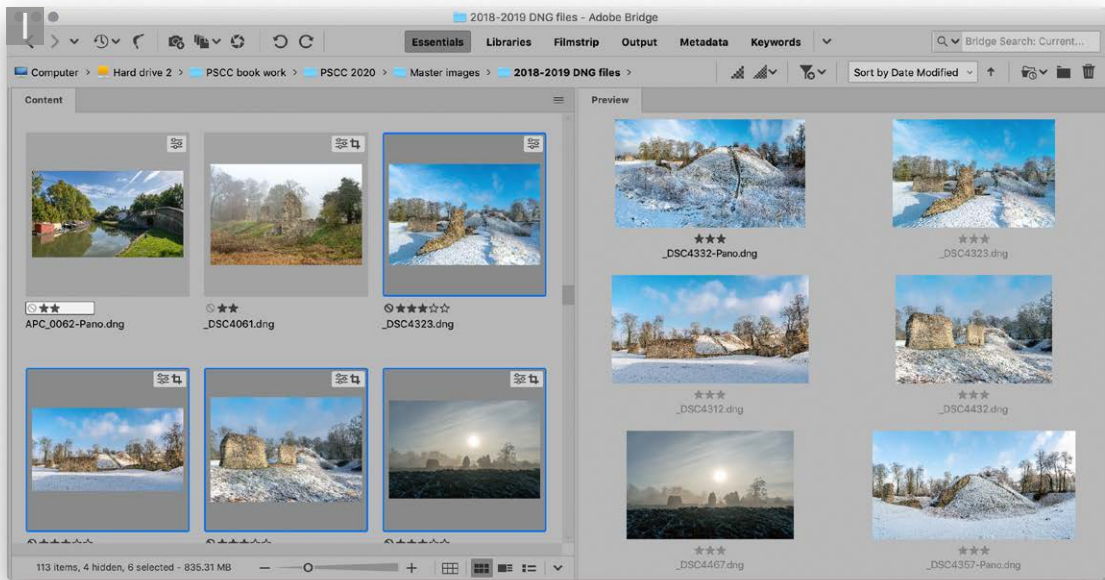 1
2018-2019 DNG files - Adobe Bridge
Essentials Libraries Filmstrip Output Metadata Keywords
Bridge Search: Current...
Computer > Hard drive 2 > PSCC book work > PSCC 2020 > Master images > 2018-2019 DNG files >
Sort by Date Modified
Content
APC_0062-Pano.dng
_DSC4061.dng
_DSC4323.dng
113 items, 4 hidden, 6 selected - 835.31 MB
Preview
_DSC4332-Pano.dng
_DSC4323.dng
_DSC4312.dng
_DSC4432.dng
_DSC4467.dng
_DSC4357-Pano.dng